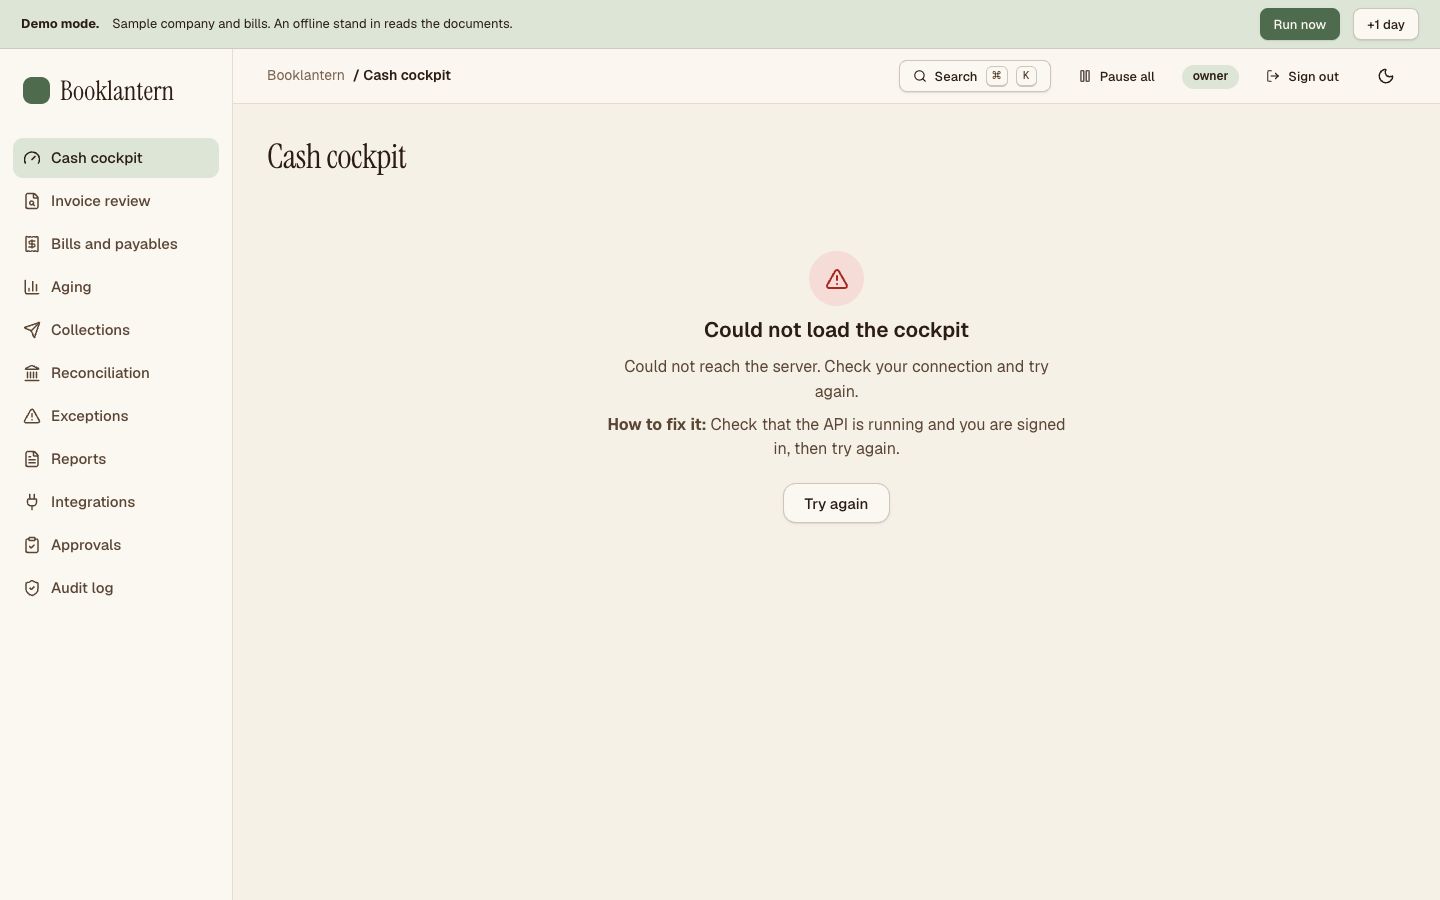 Demo mode. Sample company and bills. An offline stand in reads the documents.
Run now
+1 day
Booklantern
Booklantern / Cash cockpit
Search ⌘ K
Pause all
owner
Sign out
Cash cockpit
Invoice review
Bills and payables
Aging
Collections
Reconciliation
Exceptions
Reports
Integrations
Approvals
Audit log
Cash cockpit
Could not load the cockpit
Could not reach the server. Check your connection and try
again.
How to fix it: Check that the API is running and you are signed
in, then try again.
Try again